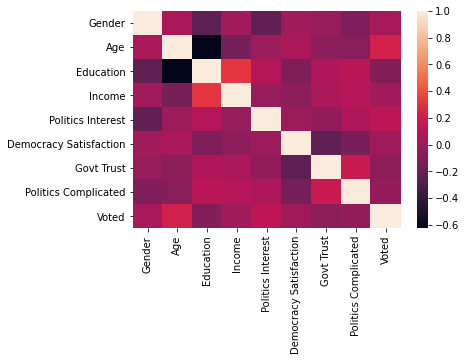 Gender
Age
Education
Income
Politics Interest
Democracy Satisfaction
Govt Trust
Politics Complicated
Voted
Gender
Age
Education
Income
Politics Interest
Democracy Satisfaction
Govt Trust
Politics Complicated
Voted
1.0
0.8
0.6
0.4
0.2
0.0
−0.2
−0.4
−0.6